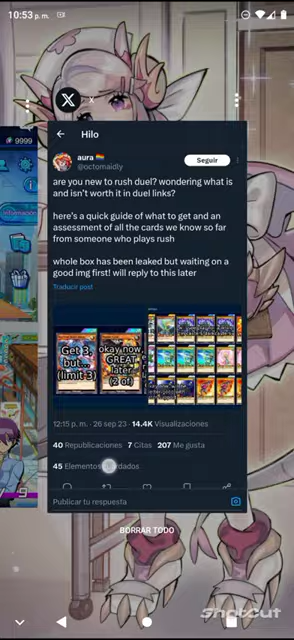 10:53 p. m.
X
9999
Hilo
aura
@octomaidly
Seguir
are you new to rush duel? wondering what is
and isn't worth it in duel links?
here's a quick guide of what to get and an
assessment of all the cards we know so far
from someone who plays rush
whole box has been leaked but waiting on a
good img first! will reply to this later
Traducir post
Get 3,
but...
(limit 3)
okay now,
GREAT
later
(2 or)
12:15 p. m. · 26 sep 23 · 14.4K Visualizaciones
40 Republicaciones 7 Citas 207 Me gusta
45 Elementos guardados
Publicar tu respuesta
/ 9
BORRAR TODO
ShotCut